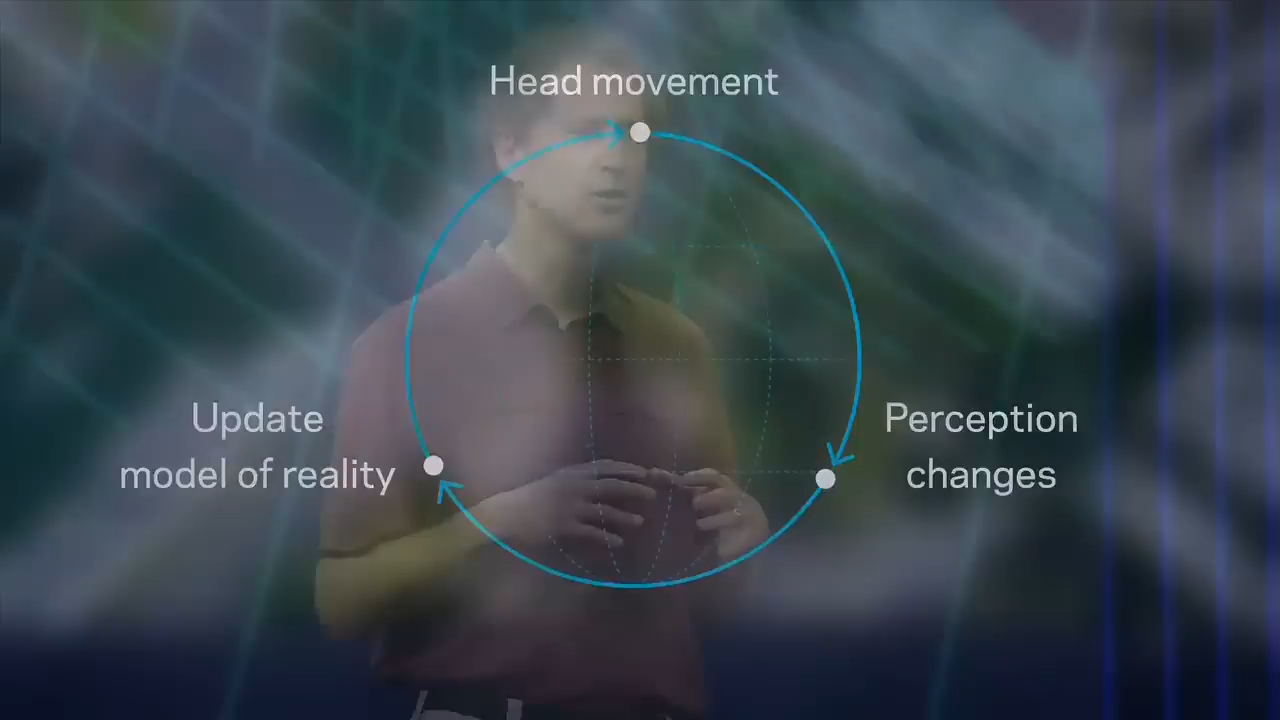 Head movement
Perception
changes
Update
model of reality